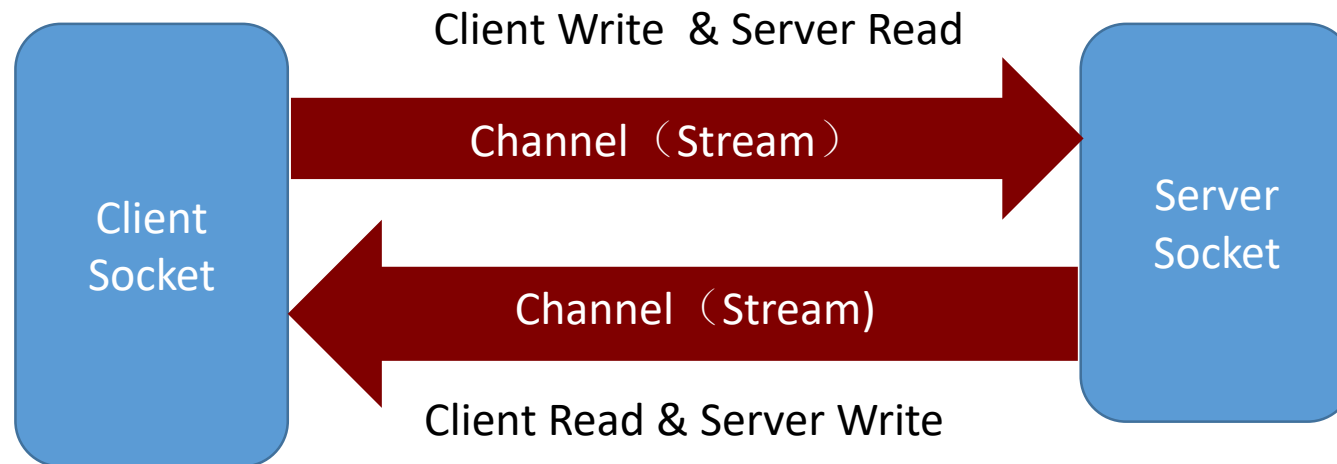 Client Write  & Server Read
Channel（Stream）
Client
Socket
Server
Socket
Channel（Stream)
Client Read & Server Write